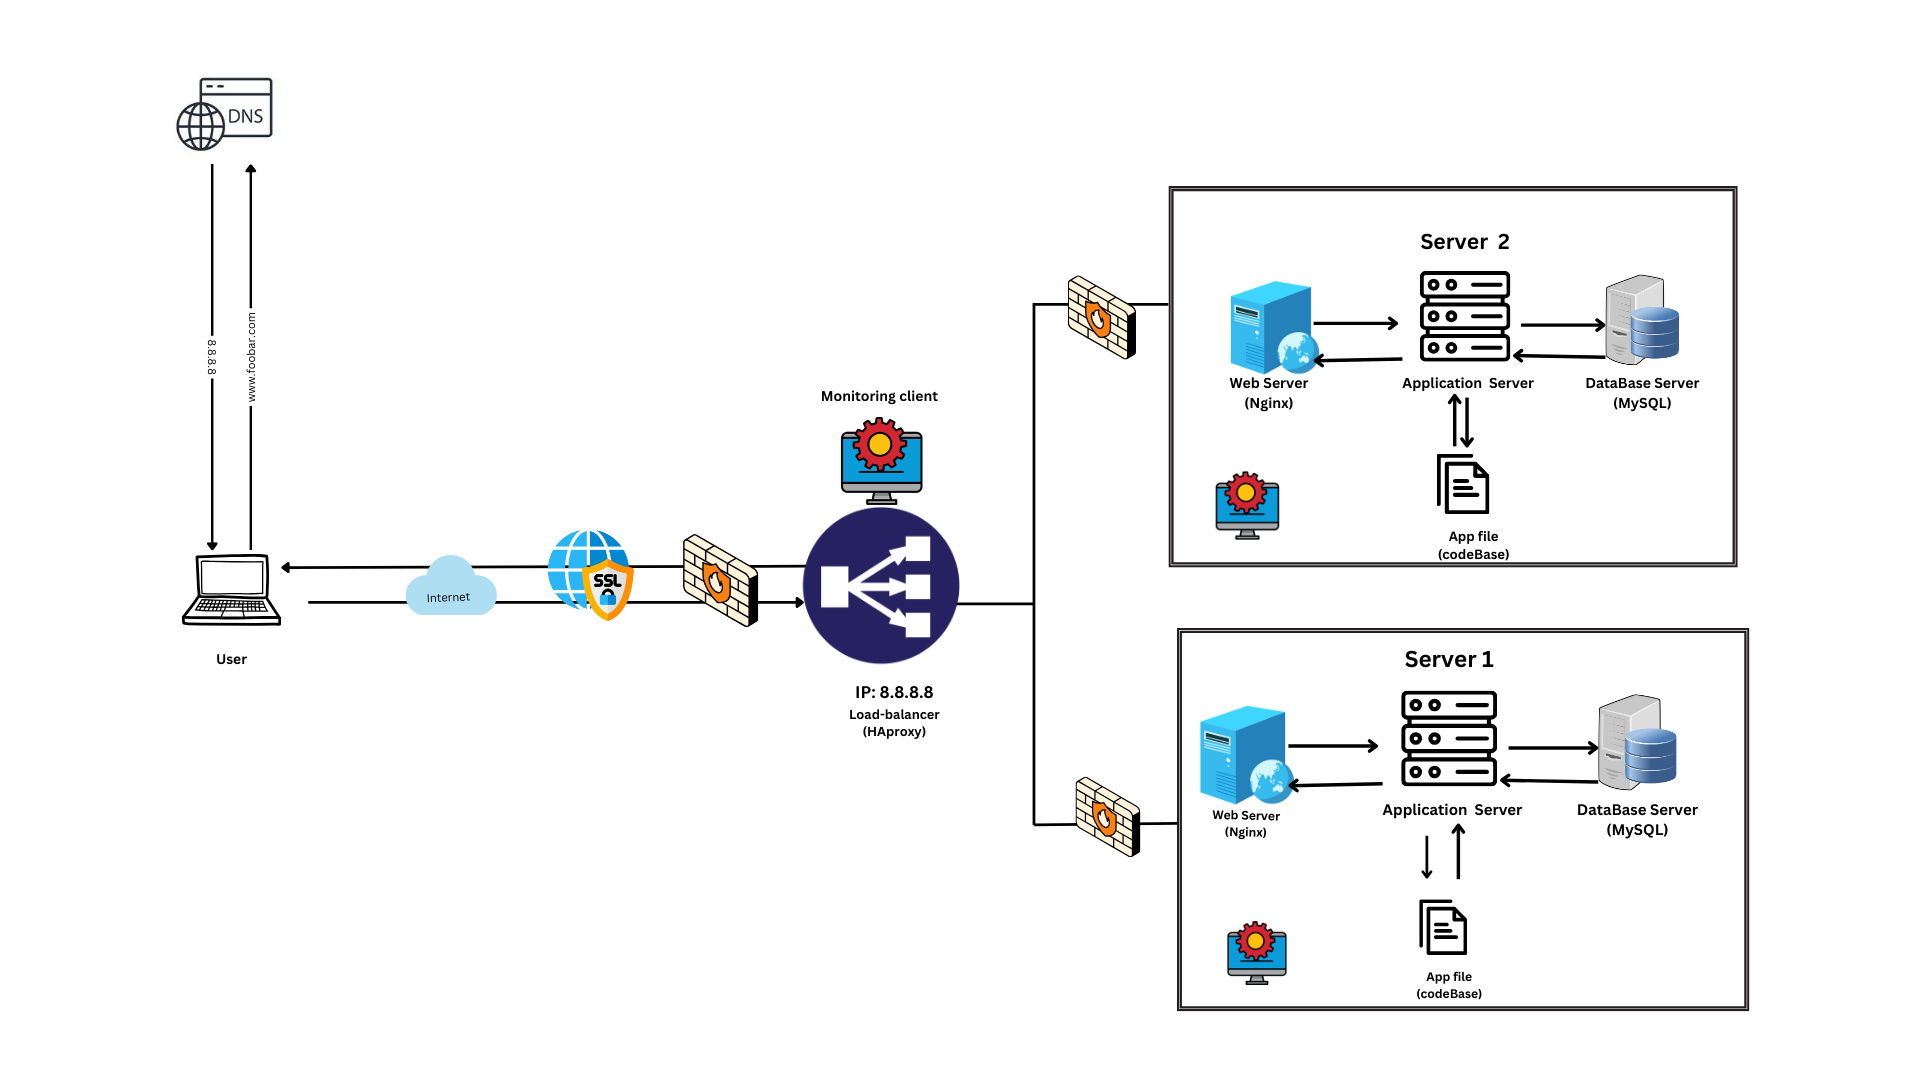 DNS
8.8.8.8
www.foobar.com
User
Internet
SSL
Monitoring client
IP: 8.8.8.8
Load-balancer
(HAproxy)
Server 2
Web Server
(Nginx)
Application Server
DataBase Server
(MySQL)
App file
(codeBase)
Server 1
Web Server
(Nginx)
Application Server
DataBase Server
(MySQL)
App file
(codeBase)